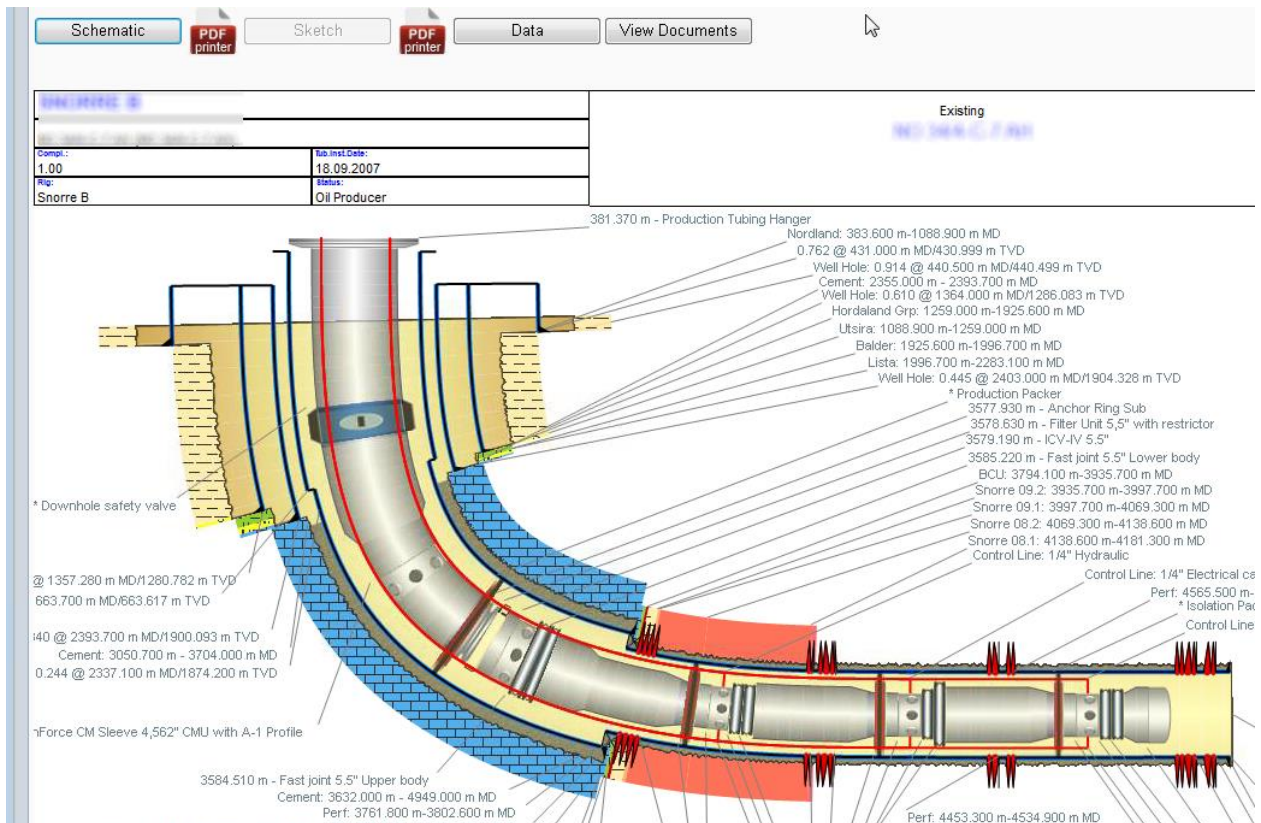 Schematic
PDF
printer
Sketch
PDF
printer
Data
View Documents
Existing
Compl.:
1.00
Tub.Inst.Date:
18.09.2007
Rig:
Snorre B
Status:
Oil Producer
381.370 m - Production Tubing Hanger
Nordland: 383.600 m-1088.900 m MD
0.762 @ 431.000 m MD/430.999 m TVD
Well Hole: 0.914 @ 440.500 m MD/440.499 m TVD
Cement: 2355.000 m - 2393.700 m MD
Well Hole: 0.610 @ 1364.000 m MD/1286.083 m TVD
Hordaland Grp: 1259.000 m-1925.600 m MD
Utsira: 1088.900 m-1259.000 m MD
Balder: 1925.600 m-1996.700 m MD
Lista: 1996.700 m-2283.100 m MD
Well Hole: 0.445 @ 2403.000 m MD/1904.328 m TVD
* Production Packer
3577.930 m - Anchor Ring Sub
3578.630 m - Filter Unit 5,5" with restrictor
3579.190 m - ICV-IV 5.5"
3585.220 m - Fast joint 5.5" Lower body
BCU: 3794.100 m-3935.700 m MD
Snorre 09.2: 3935.700 m-3997.700 m MD
Snorre 09.1: 3997.700 m-4069.300 m MD
Snorre 08.2: 4069.300 m-4138.600 m MD
Snorre 08.1: 4138.600 m-4181.300 m MD
Control Line: 1/4" Hydraulic
Control Line: 1/4" Electrical ca
Perf: 4565.500 m-
* Isolation Pac
Control Line
* Downhole safety valve
@ 1357.280 m MD/1280.782 m TVD
663.700 m MD/663.617 m TVD
40 @ 2393.700 m MD/1900.093 m TVD
Cement: 3050.700 m - 3704.000 m MD
0.244 @ 2337.100 m MD/1874.200 m TVD
nForce CM Sleeve 4,562" CMU with A-1 Profile
3584.510 m - Fast joint 5.5" Upper body
Cement: 3632.000 m - 4949.000 m MD
Perf: 3761.800 m-3802.600 m MD
Perf: 4453.300 m-4534.900 m MD